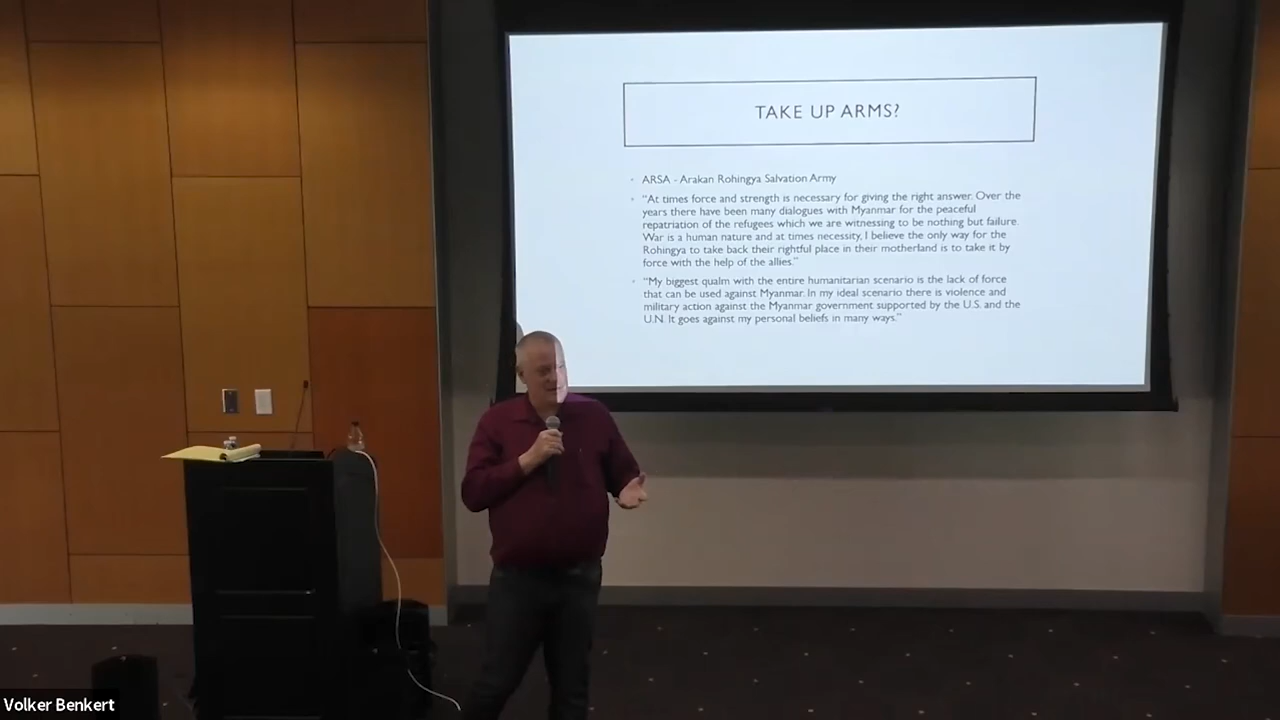 TAKE UP ARMS?
ARSA - Arakan Rohingya Salvation Army
"At times force and strength is necessary for giving the right answer. Over the
years there have been many dialogues with Myanmar for the peaceful
repatriation of the refugees which we are witnessing to be nothing but failure.
War is a human nature and at times necessity. I believe the only way for the
Rohingya to take back their rightful place in their motherland is to take it by
force with the help of the allies."
"My biggest qualm with the entire humanitarian scenario is the lack of force
that can be used against Myanmar. In my ideal scenario there is violence and
military action against the Myanmar government supported by the U.S. and the
U.N. It goes against my personal beliefs in many ways."
Volker Benkert